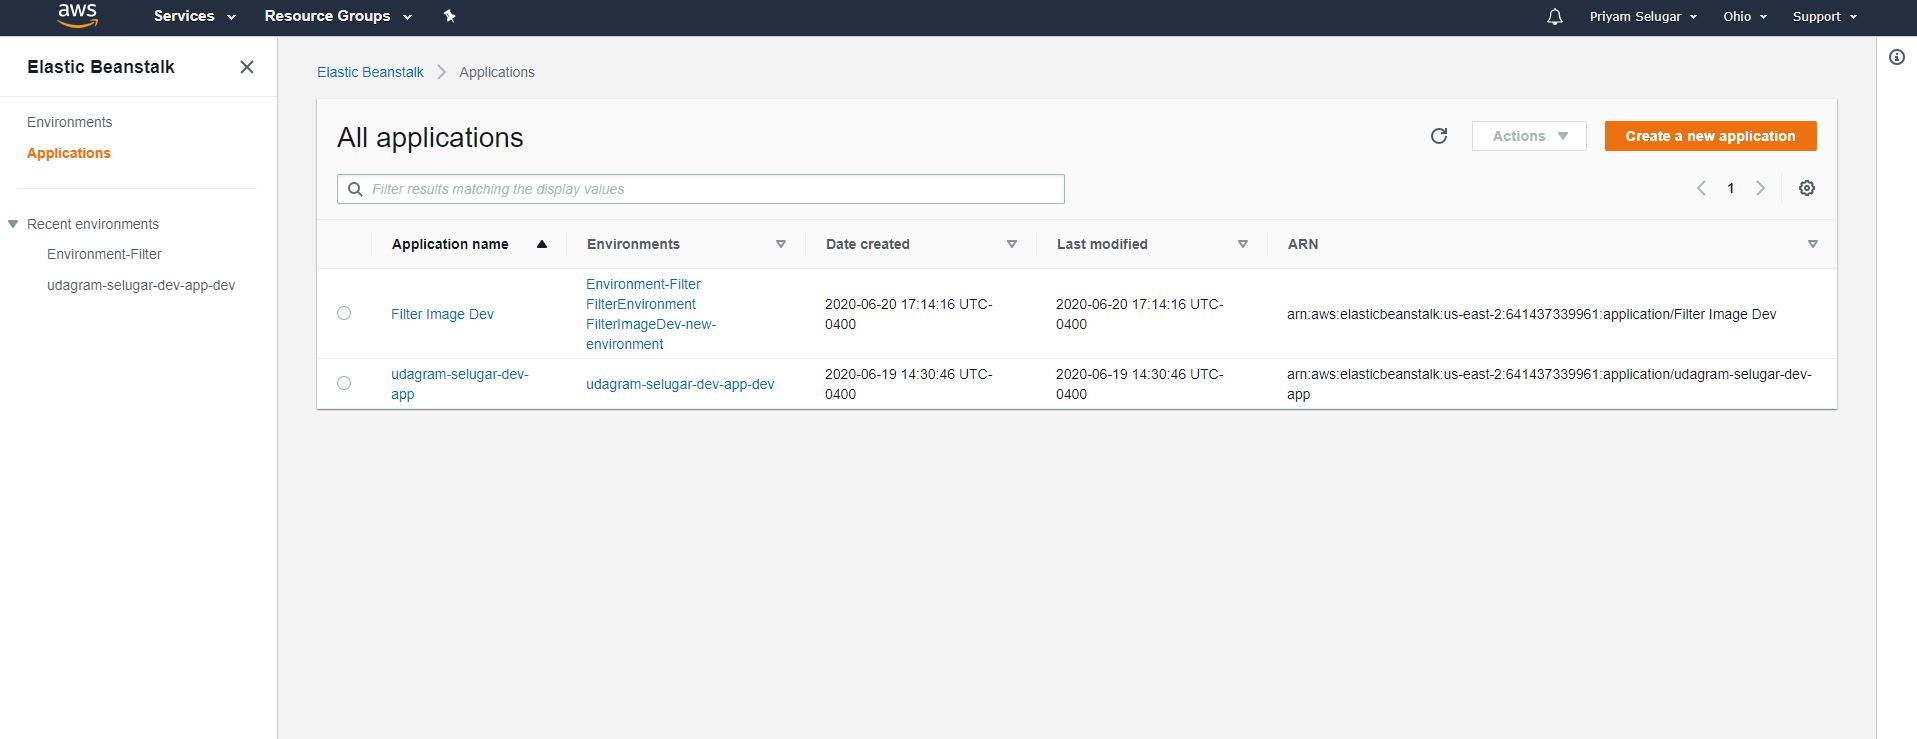 aws Services Resource Groups Priyam Selugar Ohio Support
Elastic Beanstalk
Environments
Applications
Recent environments
Environment-Filter
udagram-selugar-dev-app-dev
Elastic Beanstalk Applications
All applications
Actions Create a new application
Filter results matching the display values
1
Application name Environments Date created Last modified ARN
Filter Image Dev
Environment-Filter
FilterEnvironment
FilterImageDev-new-
environment
2020-06-20 17:14:16 UTC-
0400
2020-06-20 17:14:16 UTC-
0400
arn:aws:elasticbeanstalk:us-east-2:641437339961:application/Filter Image Dev
udagram-selugar-dev-
app
udagram-selugar-dev-app-dev
2020-06-19 14:30:46 UTC-
0400
2020-06-19 14:30:46 UTC-
0400
arn:aws:elasticbeanstalk:us-east-2:641437339961:application/udagram-selugar-dev-
app